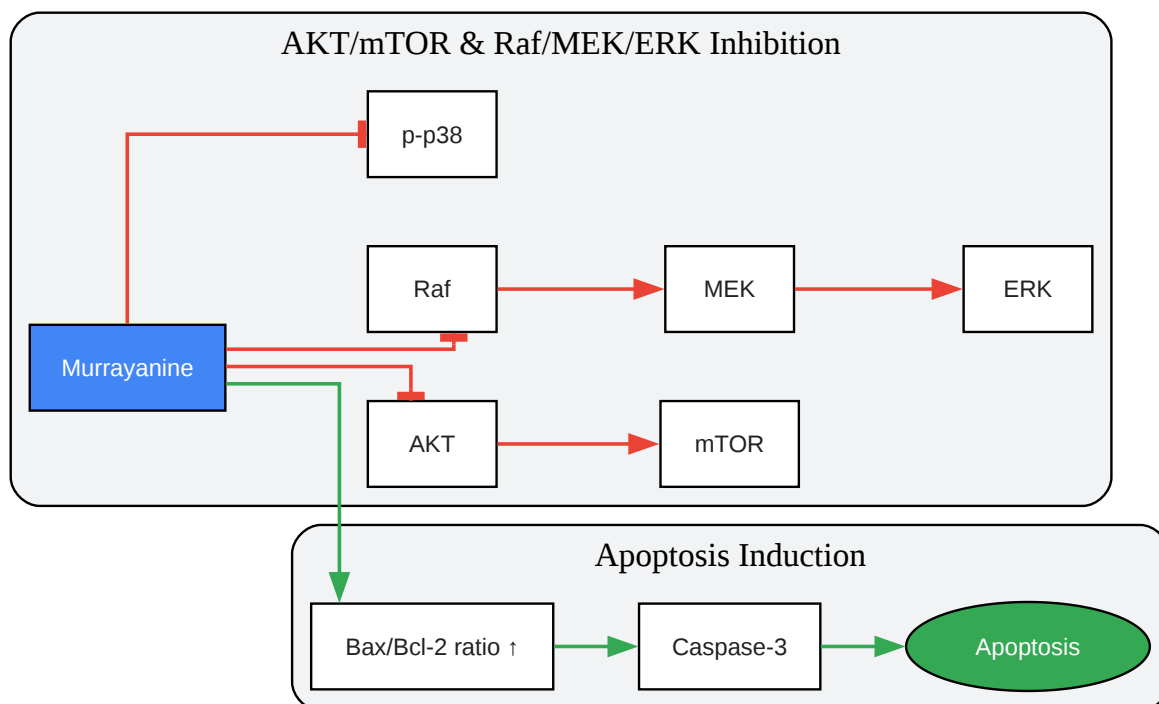 AKT/mTOR & Raf/MEK/ERK Inhibition
p-p38
Raf
MEK
ERK
Murrayanine
AKT
mTOR
Apoptosis Induction
Bax/Bcl-2 ratio ↑
Caspase-3
Apoptosis